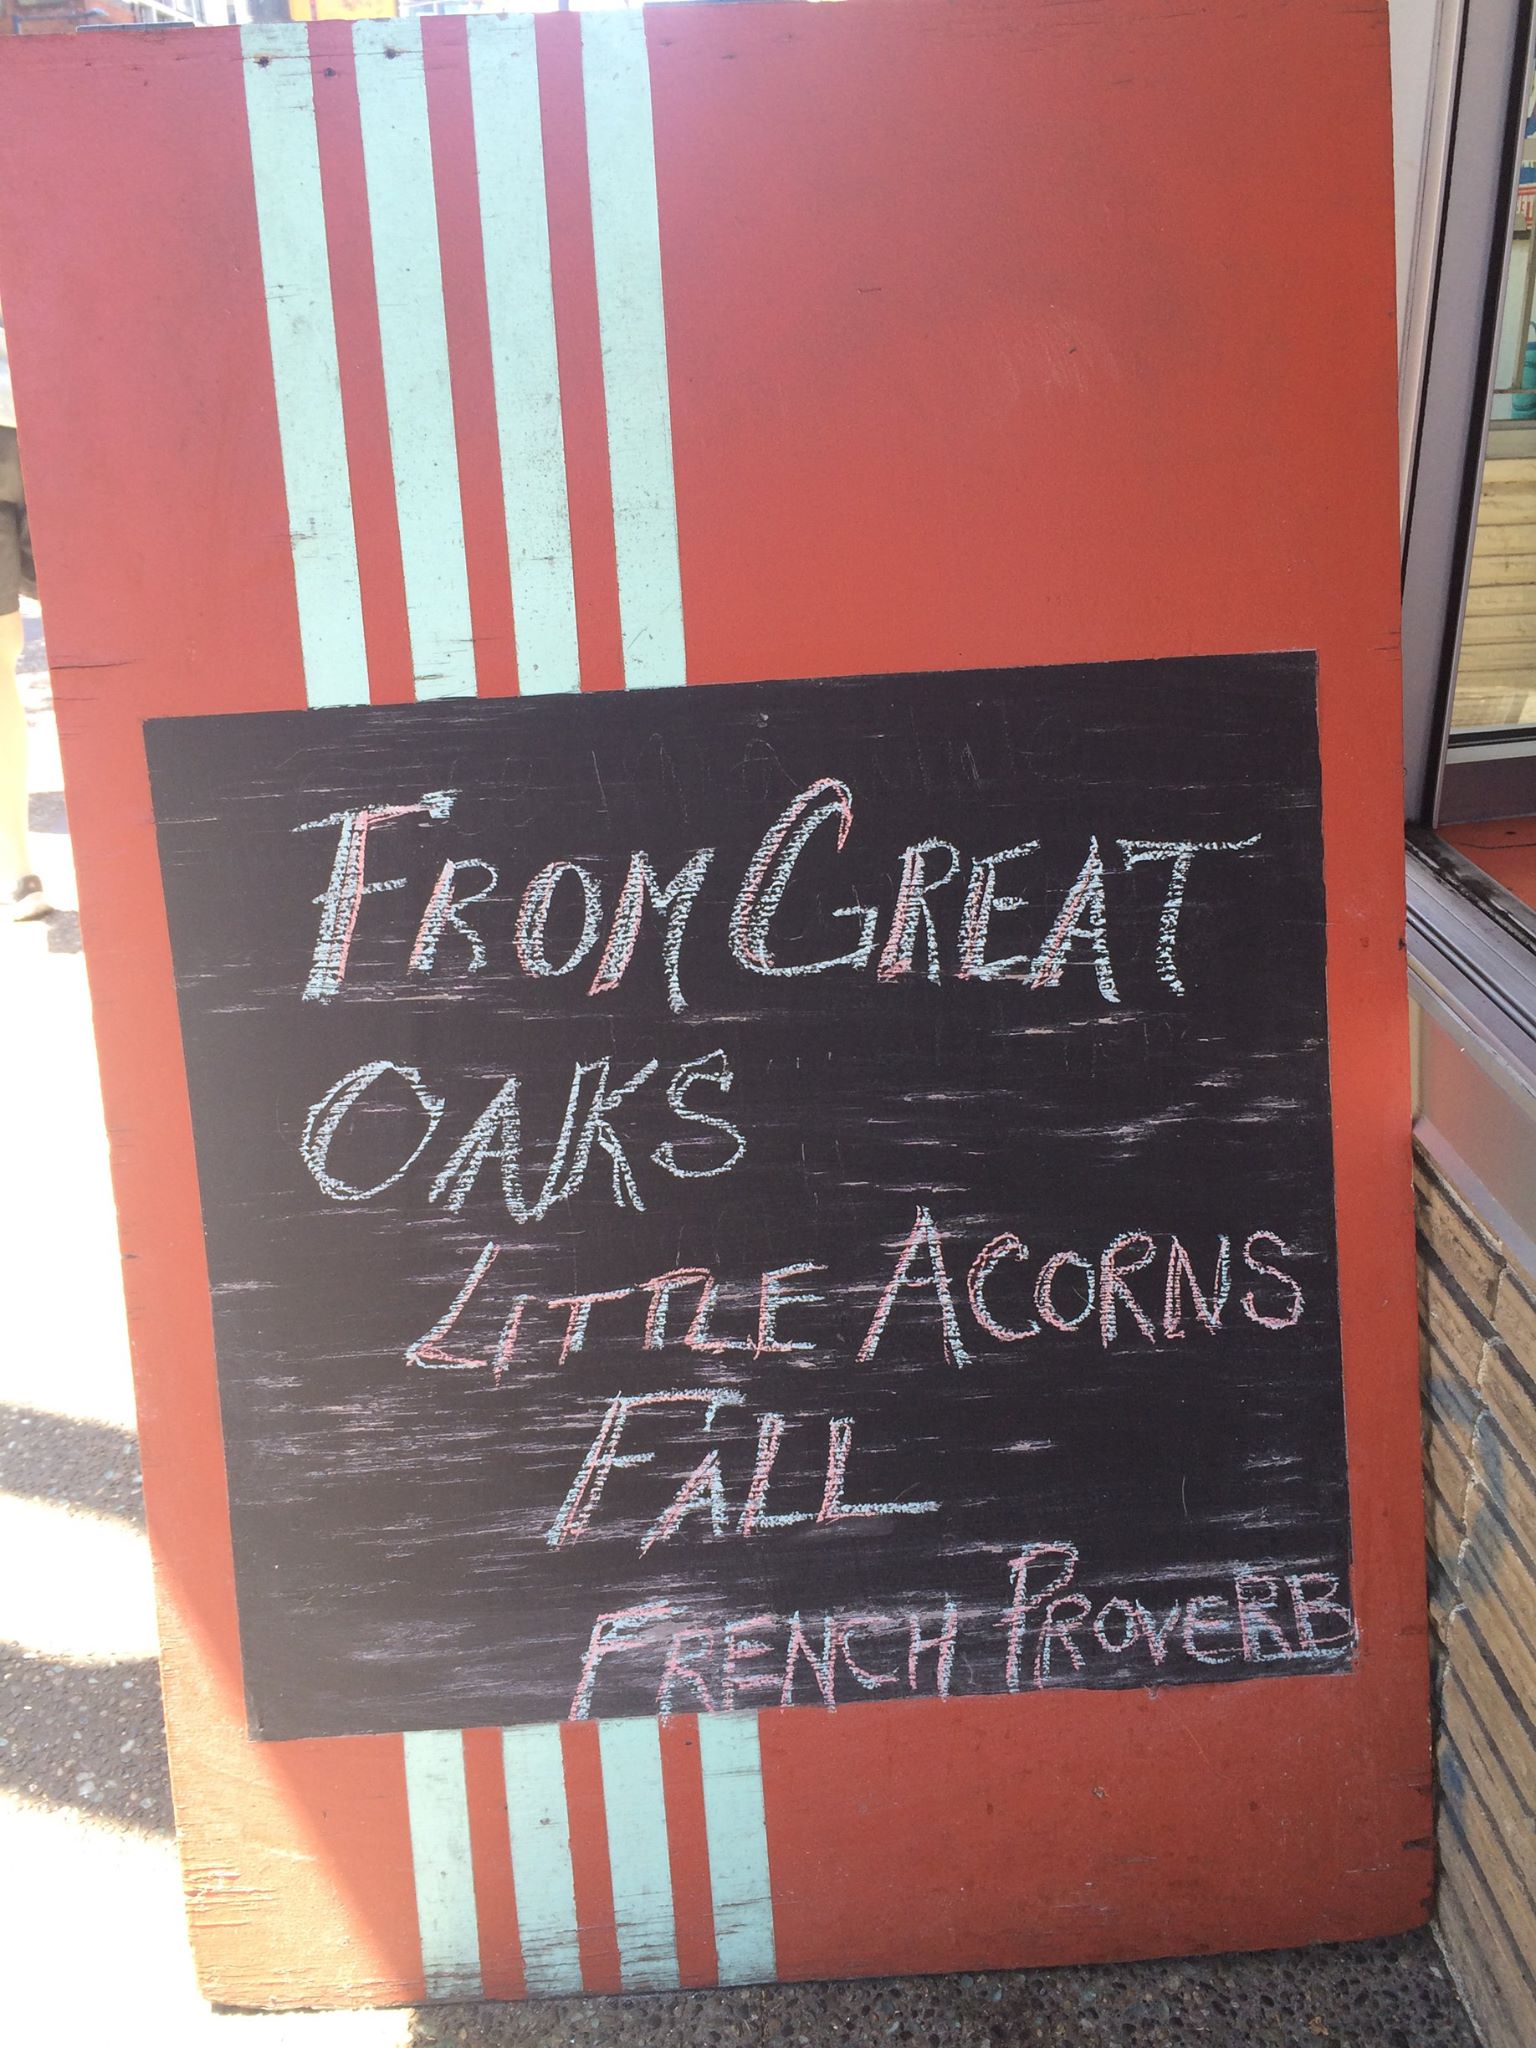 From Great
Oaks
Little Acorns
Fall
French Proverb